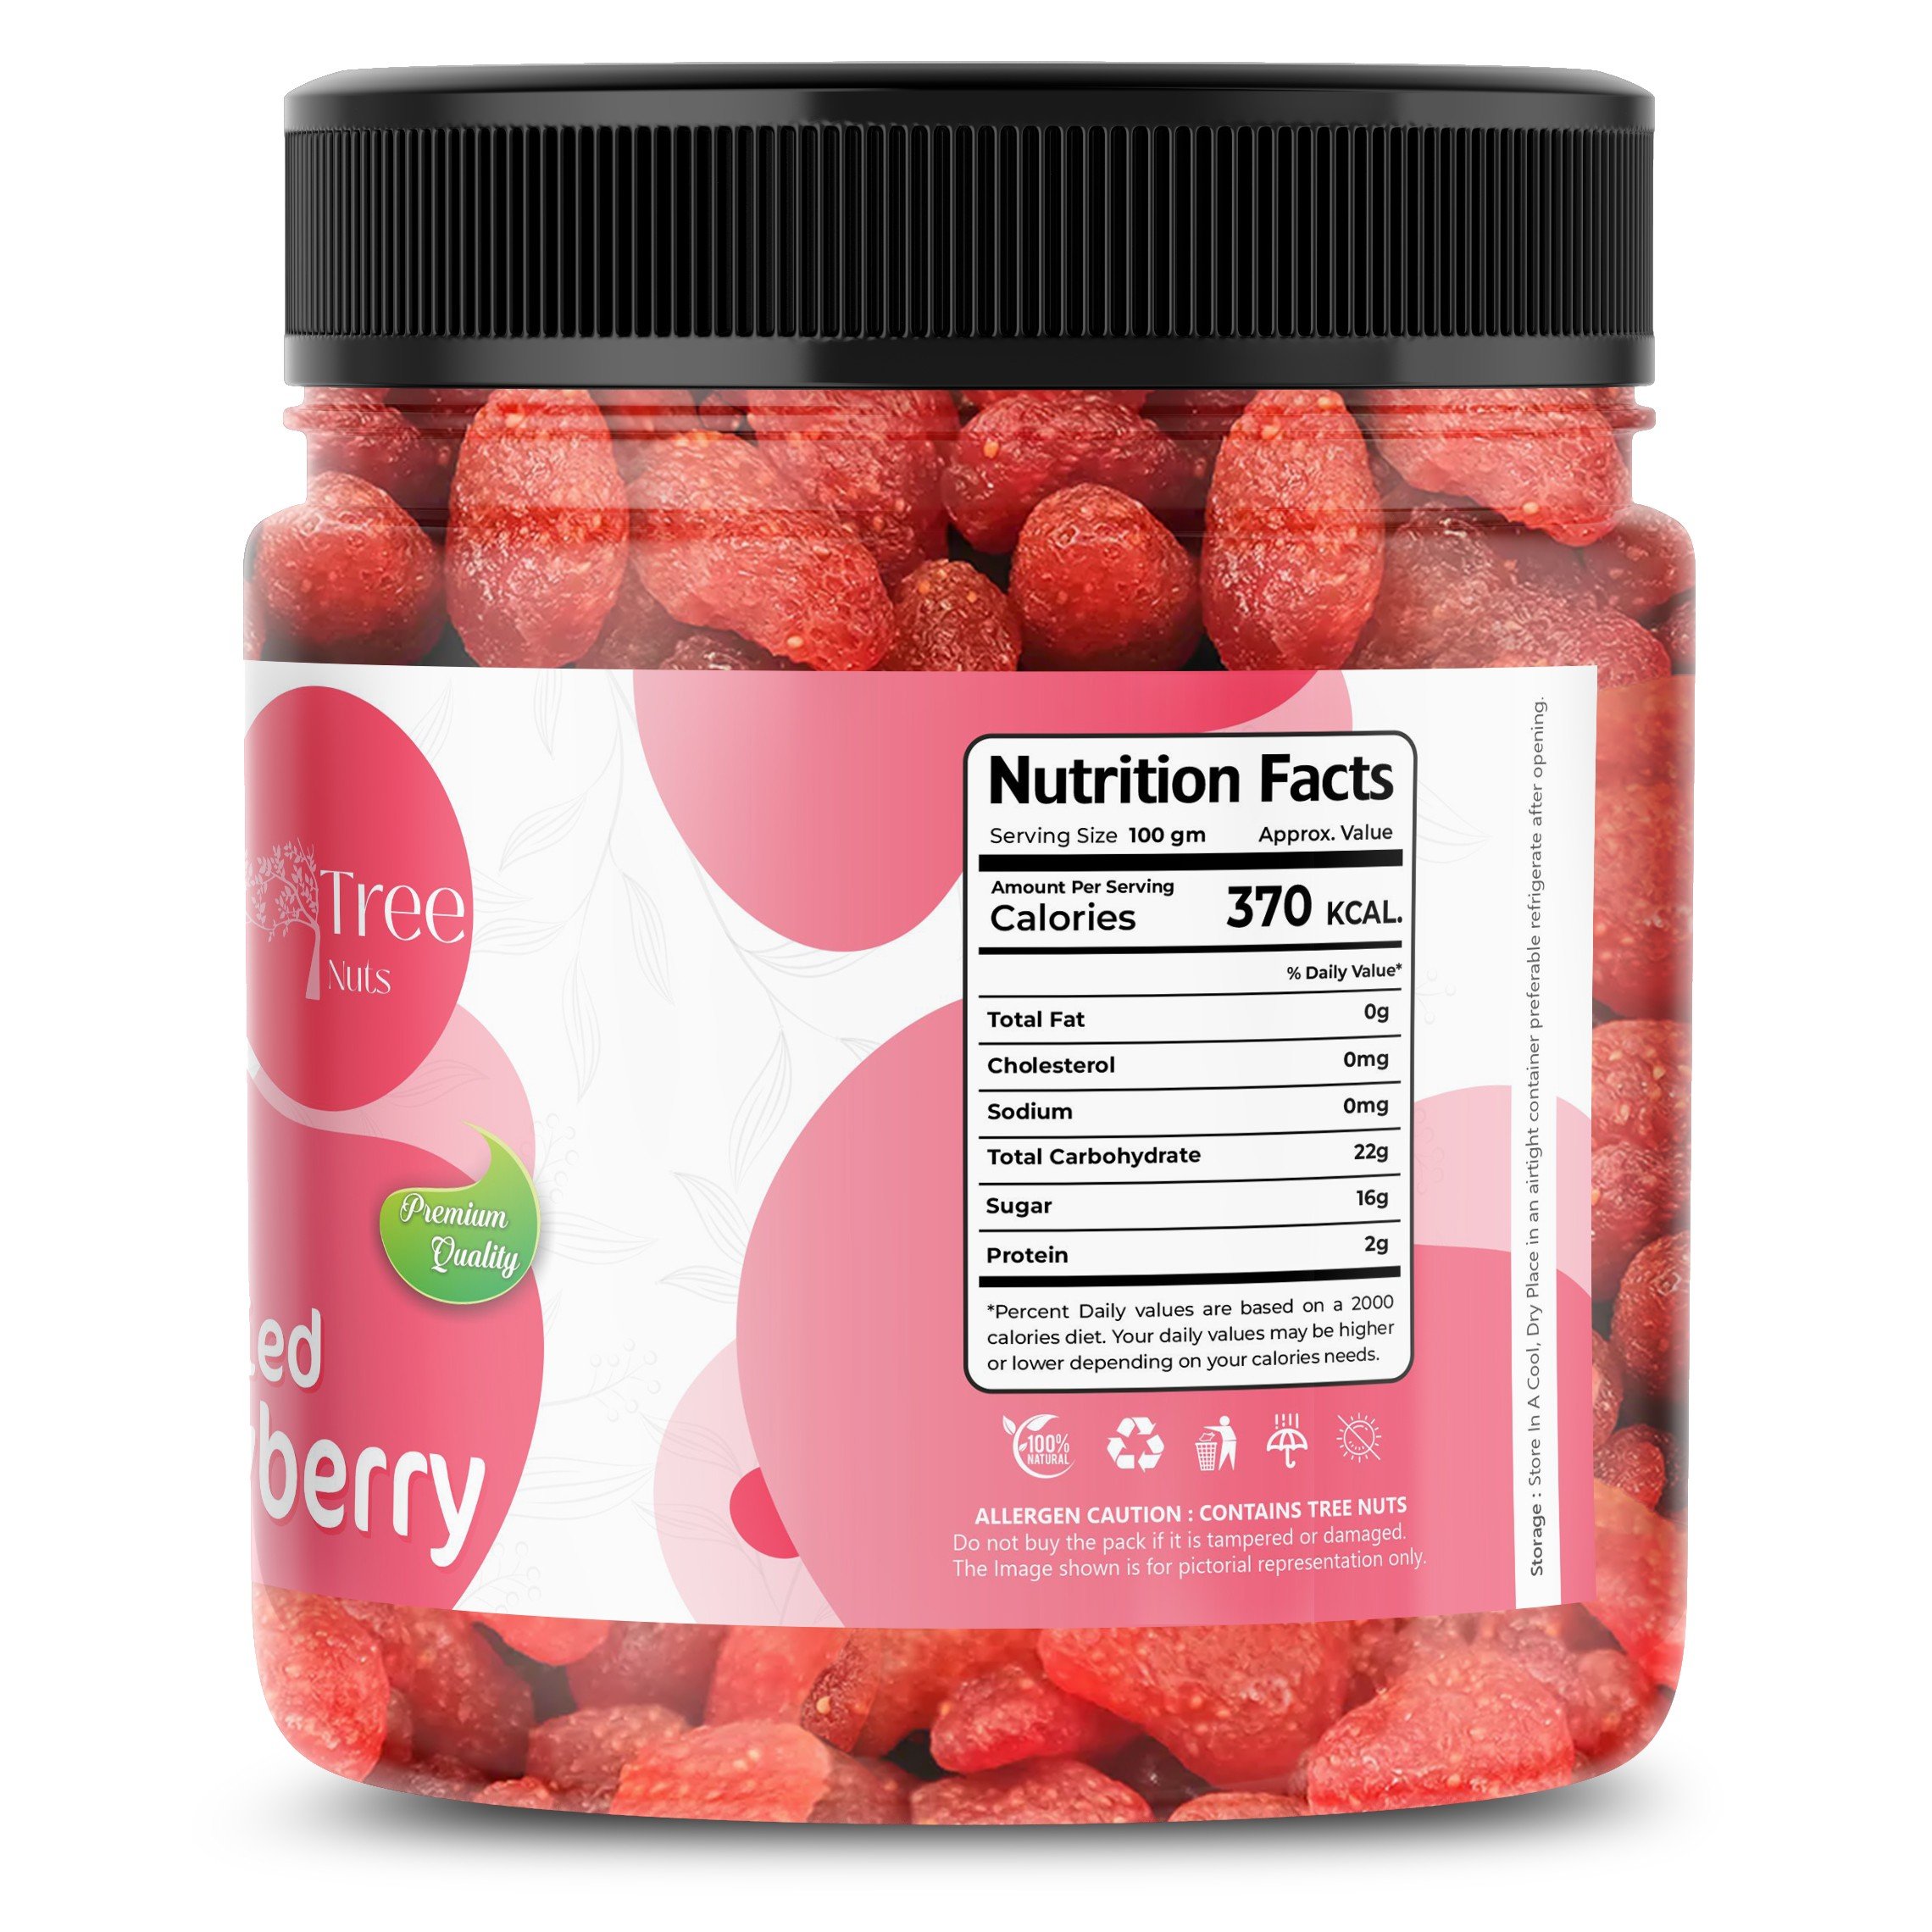 Tree
Nuts
Premium
Quality
berry
Nutrition Facts
Serving Size 100 gm Approx. Value
Amount Per Serving
Calories 370 KCAL.
% Daily Value*
Total Fat 0g
Cholesterol 0mg
Sodium 0mg
Total Carbohydrate 22g
Sugar 16g
Protein 2g
*Percent Daily values are based on a 2000
calories diet. Your daily values may be higher
or lower depending on your calories needs.
100%
NATURAL
ALLERGEN CAUTION : CONTAINS TREE NUTS
Do not buy the pack if it is tampered or damaged.
The Image shown is for pictorial representation only.
Storage : Store In A Cool, Dry Place in an airtight container preferable refrigerate after opening.